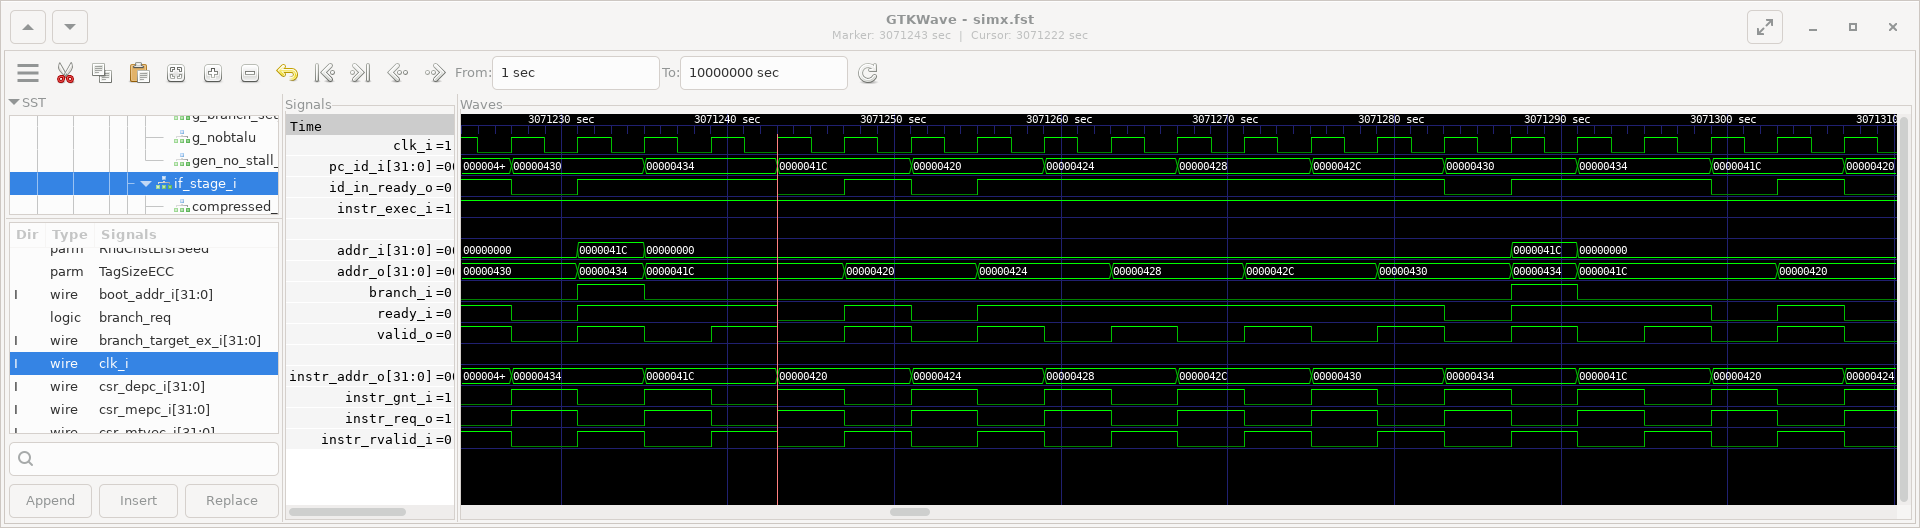 GTKWave - simx.fst
Marker: 3071243 sec | Cursor: 3071222 sec
From: 1 sec To: 10000000 sec
SST
g_nobtalu
gen_no_stall_
if_stage_i
compressed_
Dir Type Signals
parm RndCnstLfsrSeed
parm TagSizeECC
I wire boot_addr_i[31:0]
logic branch_req
I wire branch_target_ex_i[31:0]
I wire clk_i
I wire csr_depc_i[31:0]
I wire csr_mepc_i[31:0]
I wire csr_mtvec_i[31:0]
Append Insert Replace
Signals
Time
clk_i=1
pc_id_i[31:0]=0
id_in_ready_o=0
instr_exec_i=1
addr_i[31:0]=0
addr_o[31:0]=0
branch_i=0
ready_i=0
valid_o=0
instr_addr_o[31:0]=0
instr_gnt_i=1
instr_req_o=1
instr_rvalid_i=0
Waves
3071230 sec 3071240 sec 3071250 sec 3071260 sec 3071270 sec 3071280 sec 3071290 sec 3071300 sec 3071310
000004+ 00000430 00000434 0000041C 00000420 00000424 00000428 0000042C 00000430 00000434 0000041C 00000420
00000000 0000041C 00000000 0000041C 00000000
00000430 00000434 0000041C 00000420 00000424 00000428 0000042C 00000430 00000434 0000041C 00000420
000004+ 00000434 0000041C 00000420 00000424 00000428 0000042C 00000430 00000434 0000041C 00000420 00000424